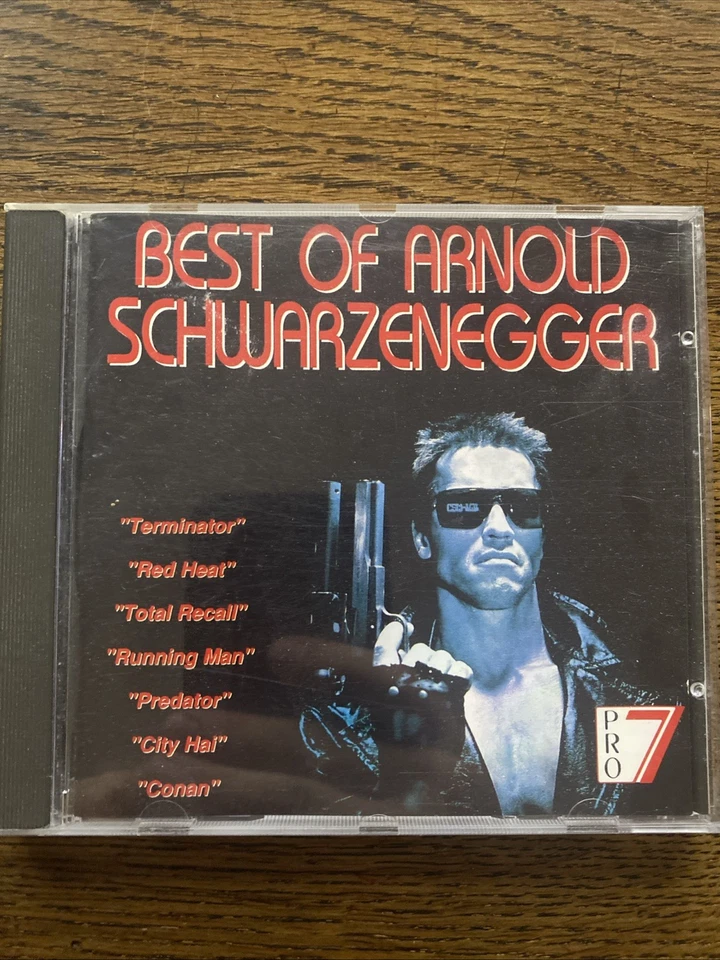 BEST OF ARNOLD
SCHWARZENEGGER
"Terminator"
"Red Heat"
"Total Recall"
"Running Man"
"Predator"
"City Hai"
"Conan"
PRO 7